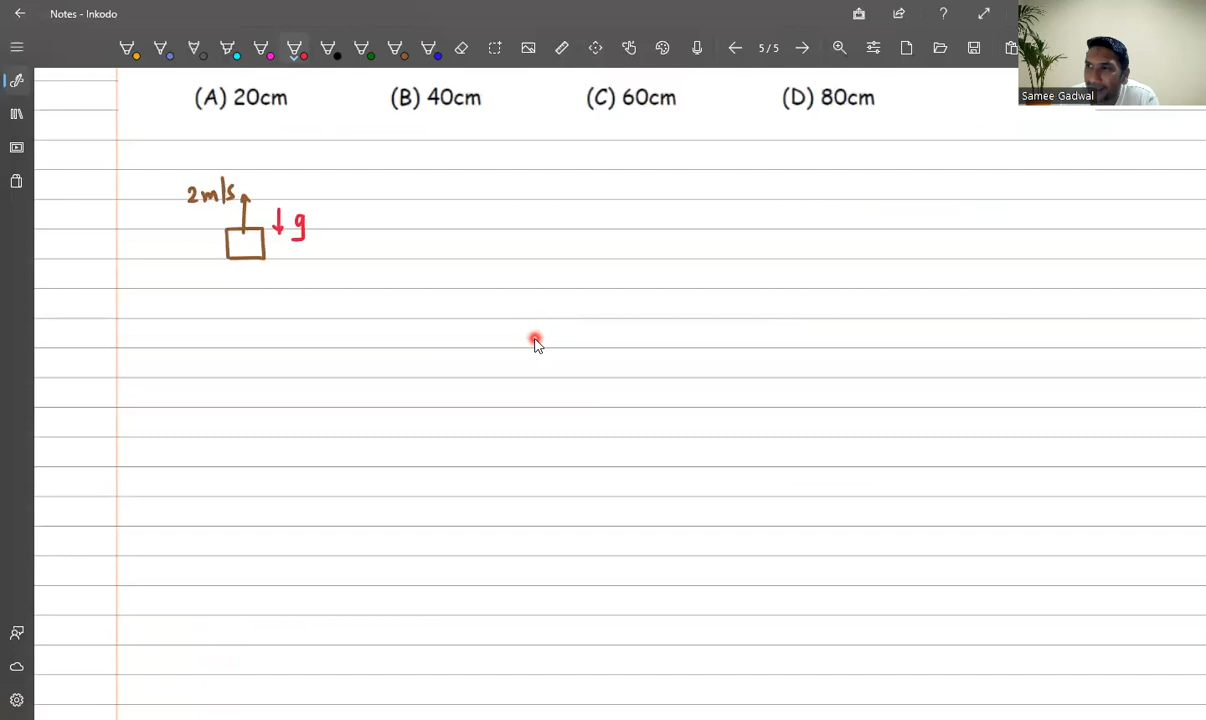 Notes - Inkodo
5/5
Samee Gadwal
(A) 20cm (B) 40cm (C) 60cm (D) 80cm
2m/s
g